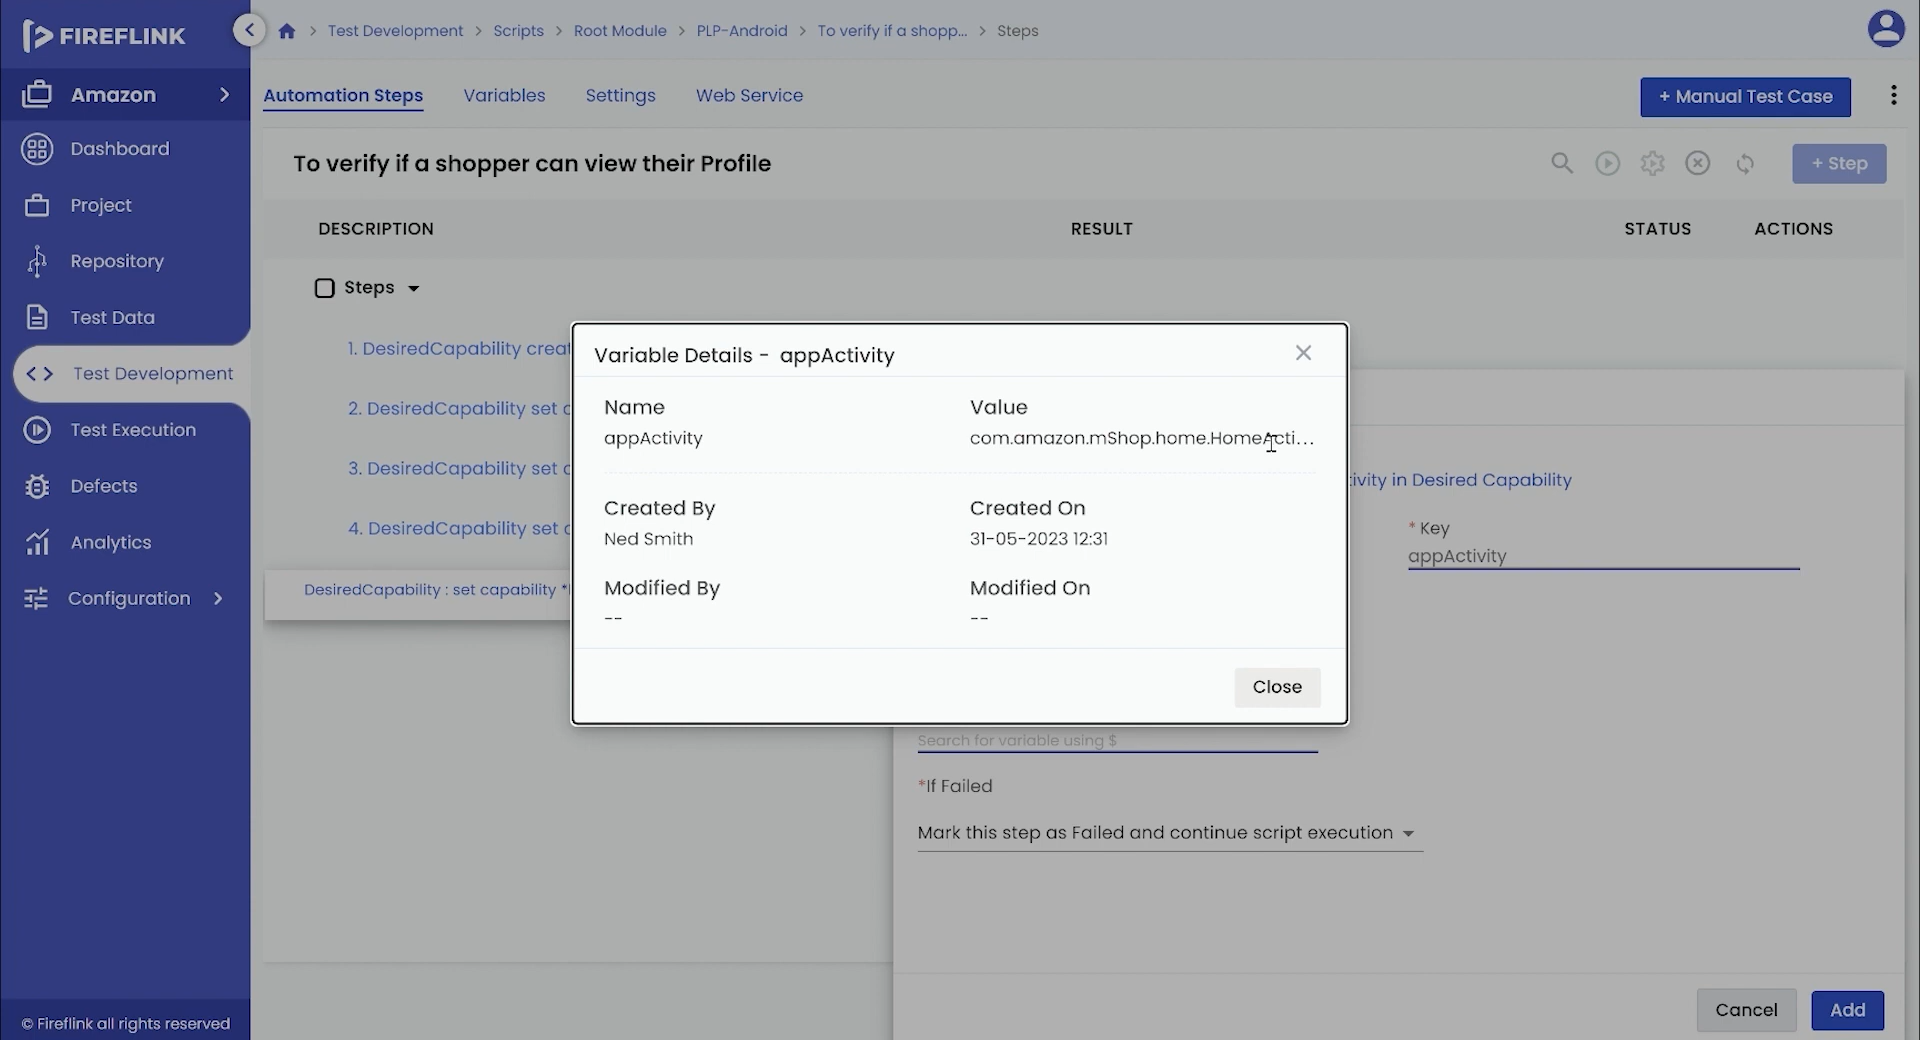 FIREFLINK
Test Development > Scripts > Root Module > PLP-Android > To verify if a shopp... > Steps
Amazon
Automation Steps Variables Settings Web Service
+ Manual Test Case
Dashboard
Project
Repository
Test Data
Test Development
Test Execution
Defects
Analytics
Configuration
© Fireflink all rights reserved
To verify if a shopper can view their Profile
+ Step
DESCRIPTION RESULT STATUS ACTIONS
Steps
1. DesiredCapability creat
2. DesiredCapability set c
3. DesiredCapability set c
4. DesiredCapability set c
DesiredCapability : set capability *
Variable Details - appActivity
Name Value
appActivity com.amazon.mShop.home.HomeActi...
Created By Created On
Ned Smith 31-05-2023 12:31
Modified By Modified On
-- --
Close
ivity in Desired Capability
* Key
appActivity
Search for variable using $
*If Failed
Mark this step as Failed and continue script execution
Cancel Add